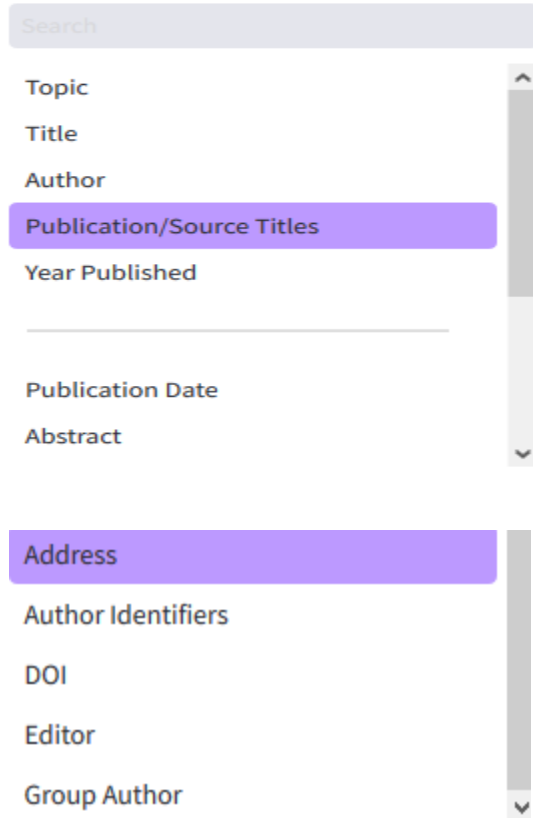 Search
Topic
Title
Author
Publication/Source Titles
Year Published
Publication Date
Abstract
Address
Author Identifiers
DOI
Editor
Group Author